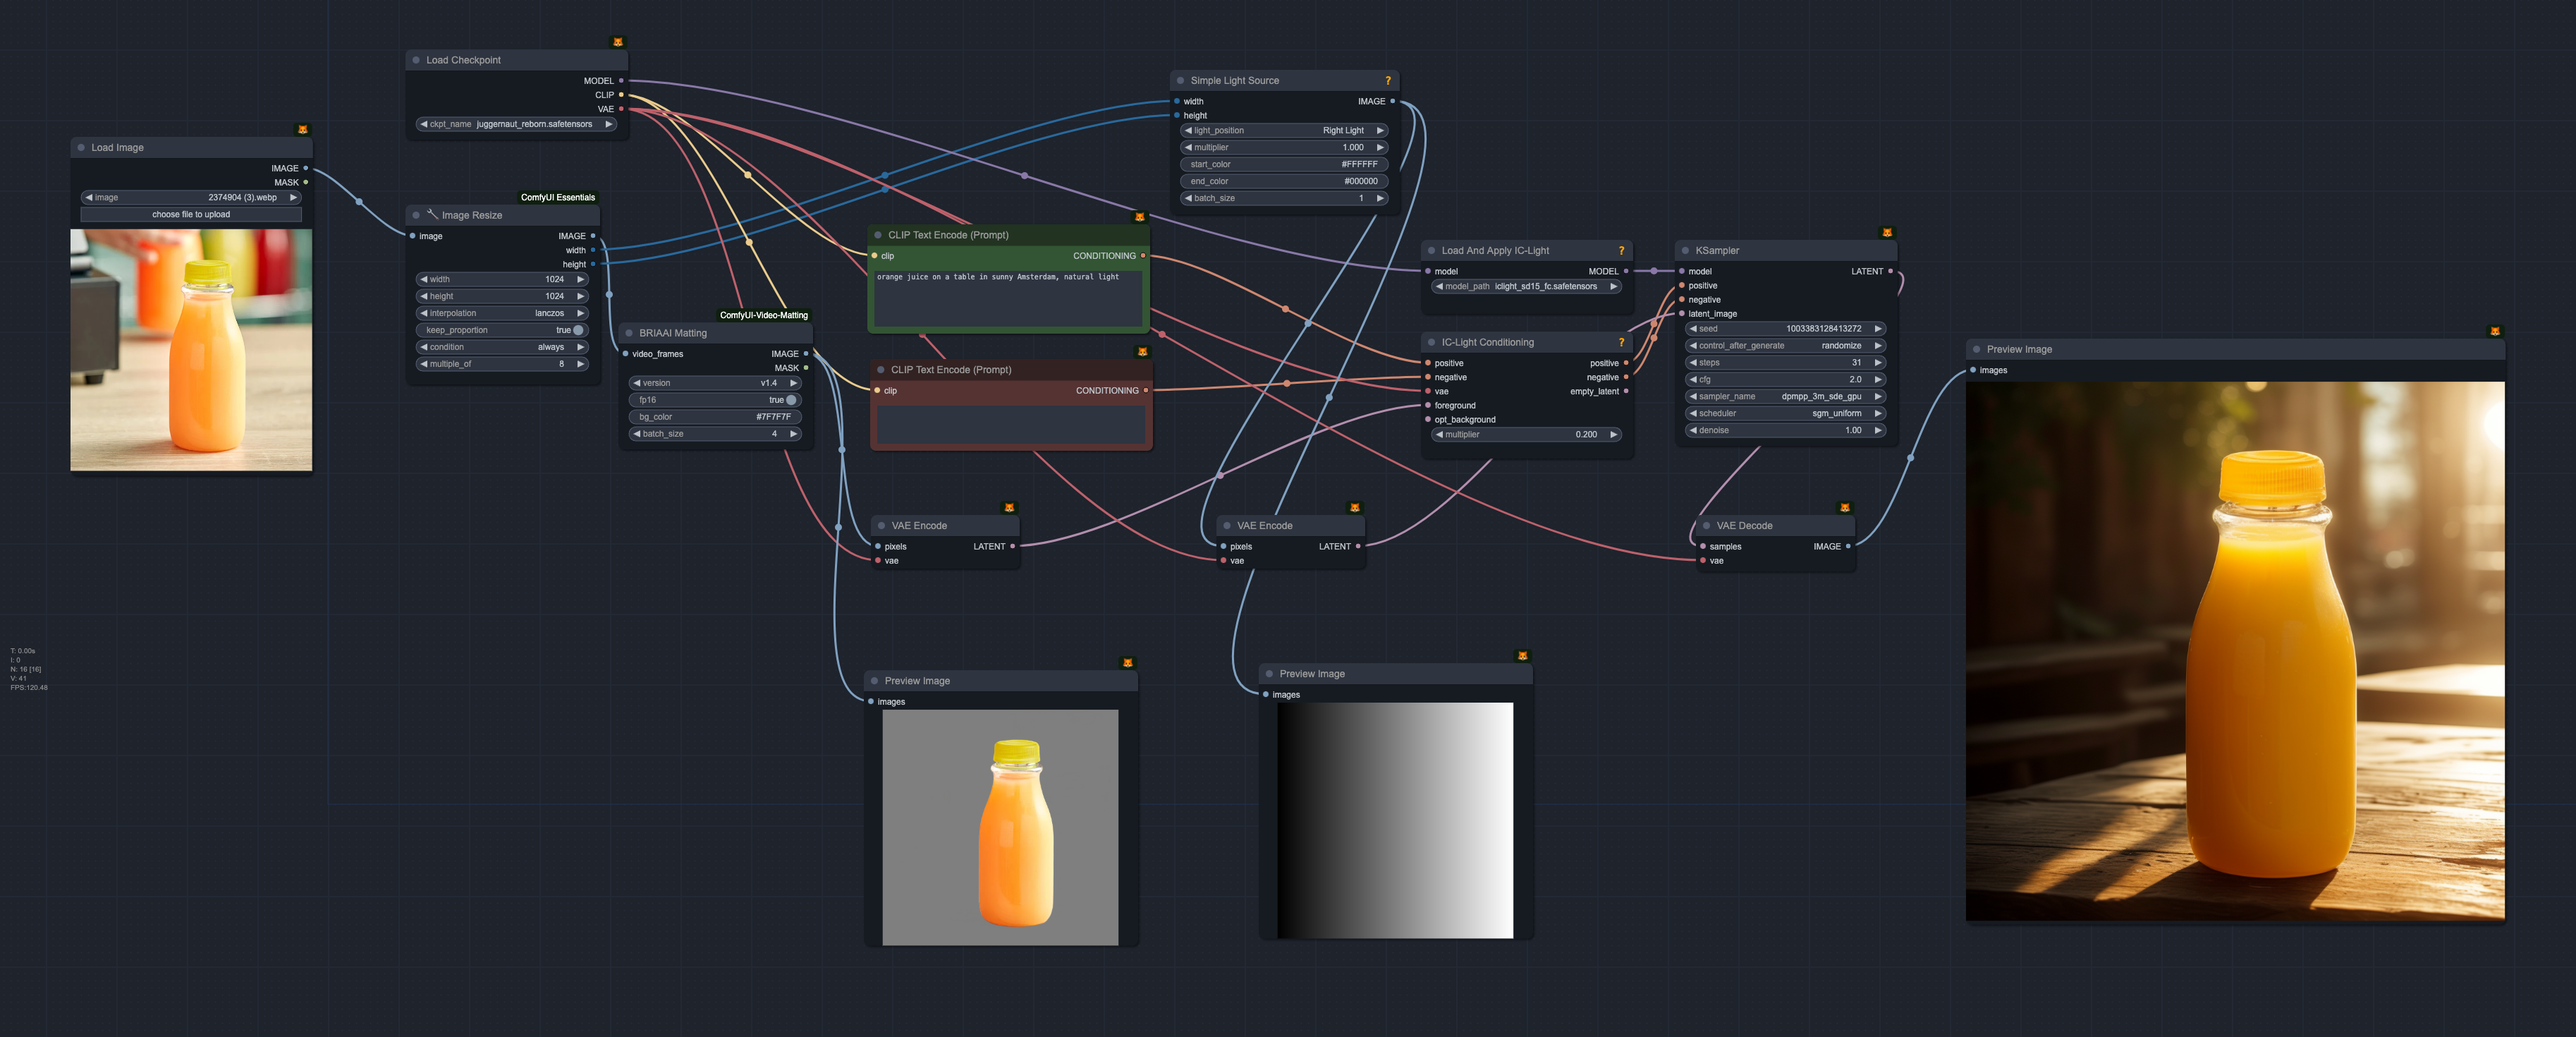 Load Checkpoint
MODEL
CLIP
VAE
ckpt_name juggernaut_reborn.safetensors
Load Image
IMAGE
MASK
image 2374904 (3).webp
choose file to upload
ComfyUI Essentials
Image Resize
image IMAGE
width
height
width 1024
height 1024
interpolation lanczos
keep_proportion true
condition always
multiple_of 8
ComfyUI-Video-Matting
BRIAAI Matting
video_frames IMAGE
MASK
version v1.4
fp16 true
bg_color #7F7F7F
batch_size 4
CLIP Text Encode (Prompt)
clip CONDITIONING
orange juice on a table in sunny Amsterdam, natural light
CLIP Text Encode (Prompt)
clip CONDITIONING
Simple Light Source ?
width IMAGE
height
light_position Right Light
multiplier 1.000
start_color #FFFFFF
end_color #000000
batch_size 1
Load And Apply IC-Light ?
model MODEL
model_path iclight_sd15_fc.safetensors
IC-Light Conditioning ?
positive positive
negative negative
vae empty_latent
foreground
opt_background
multiplier 0.200
KSampler
model LATENT
positive
negative
latent_image
seed 1003383128413272
control_after_generate randomize
steps 31
cfg 2.0
sampler_name dpmpp_3m_sde_gpu
scheduler sgm_uniform
denoise 1.00
VAE Encode
pixels LATENT
vae
VAE Encode
pixels LATENT
vae
VAE Decode
samples IMAGE
vae
Preview Image
images
Preview Image
images
Preview Image
images
T: 0.00s
I: 0
N: 16 [16]
V: 41
FPS:120.48